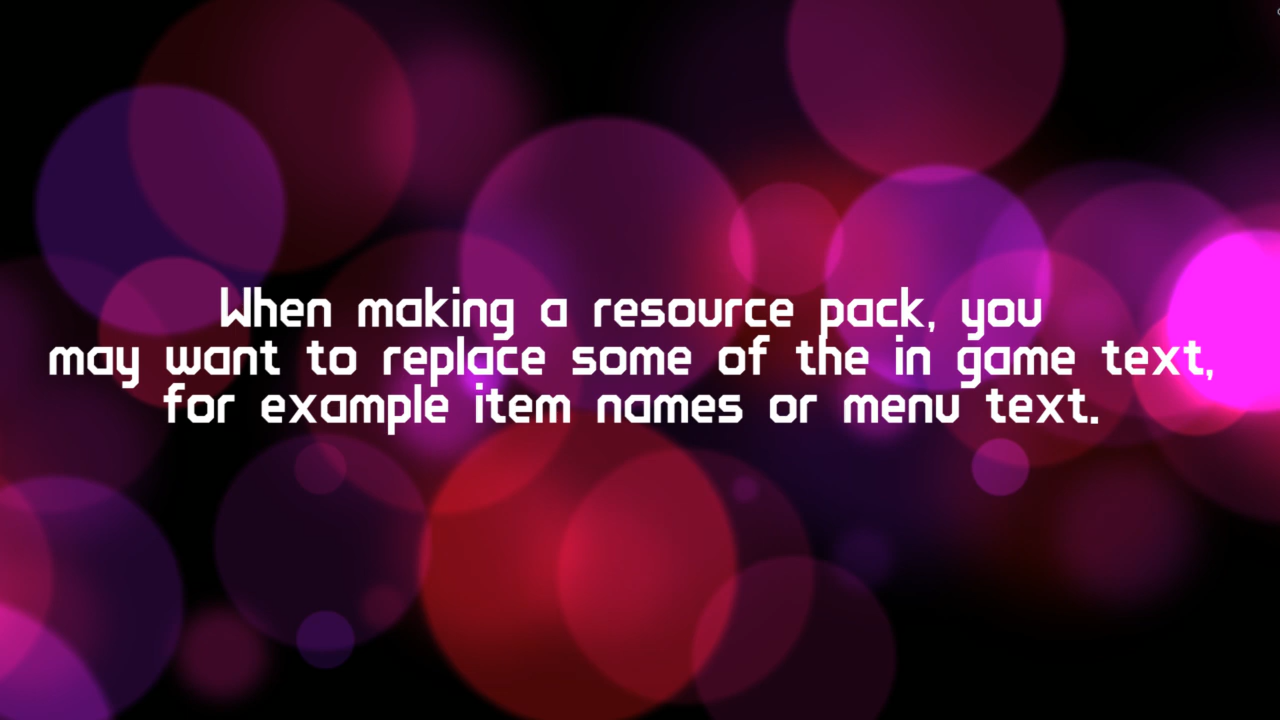 When making a resource pack, you
may want to replace some of the in game text,
for example item names or menu text.